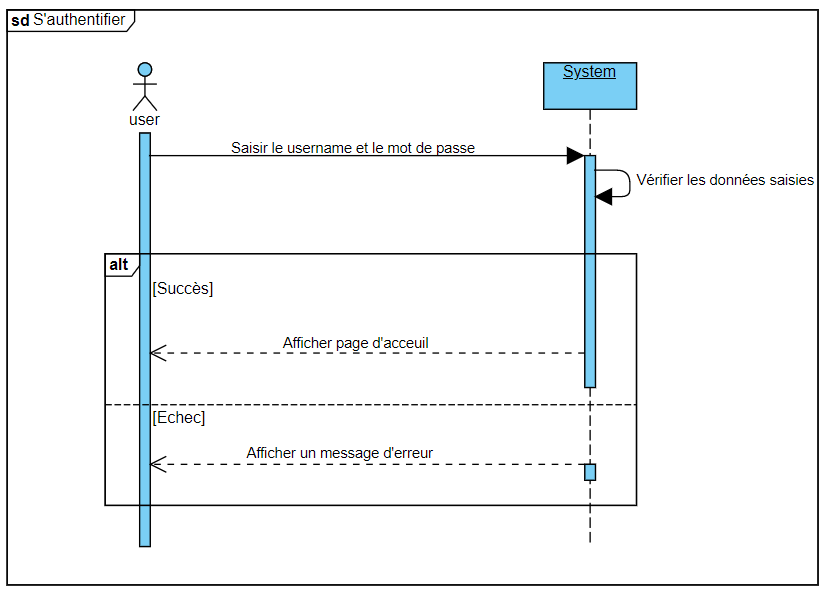 sd S'authentifier
System
user
Saisir le username et le mot de passe
Vérifier les données saisies
alt
[Succès]
Afficher page d'acceuil
[Echec]
Afficher un message d'erreur